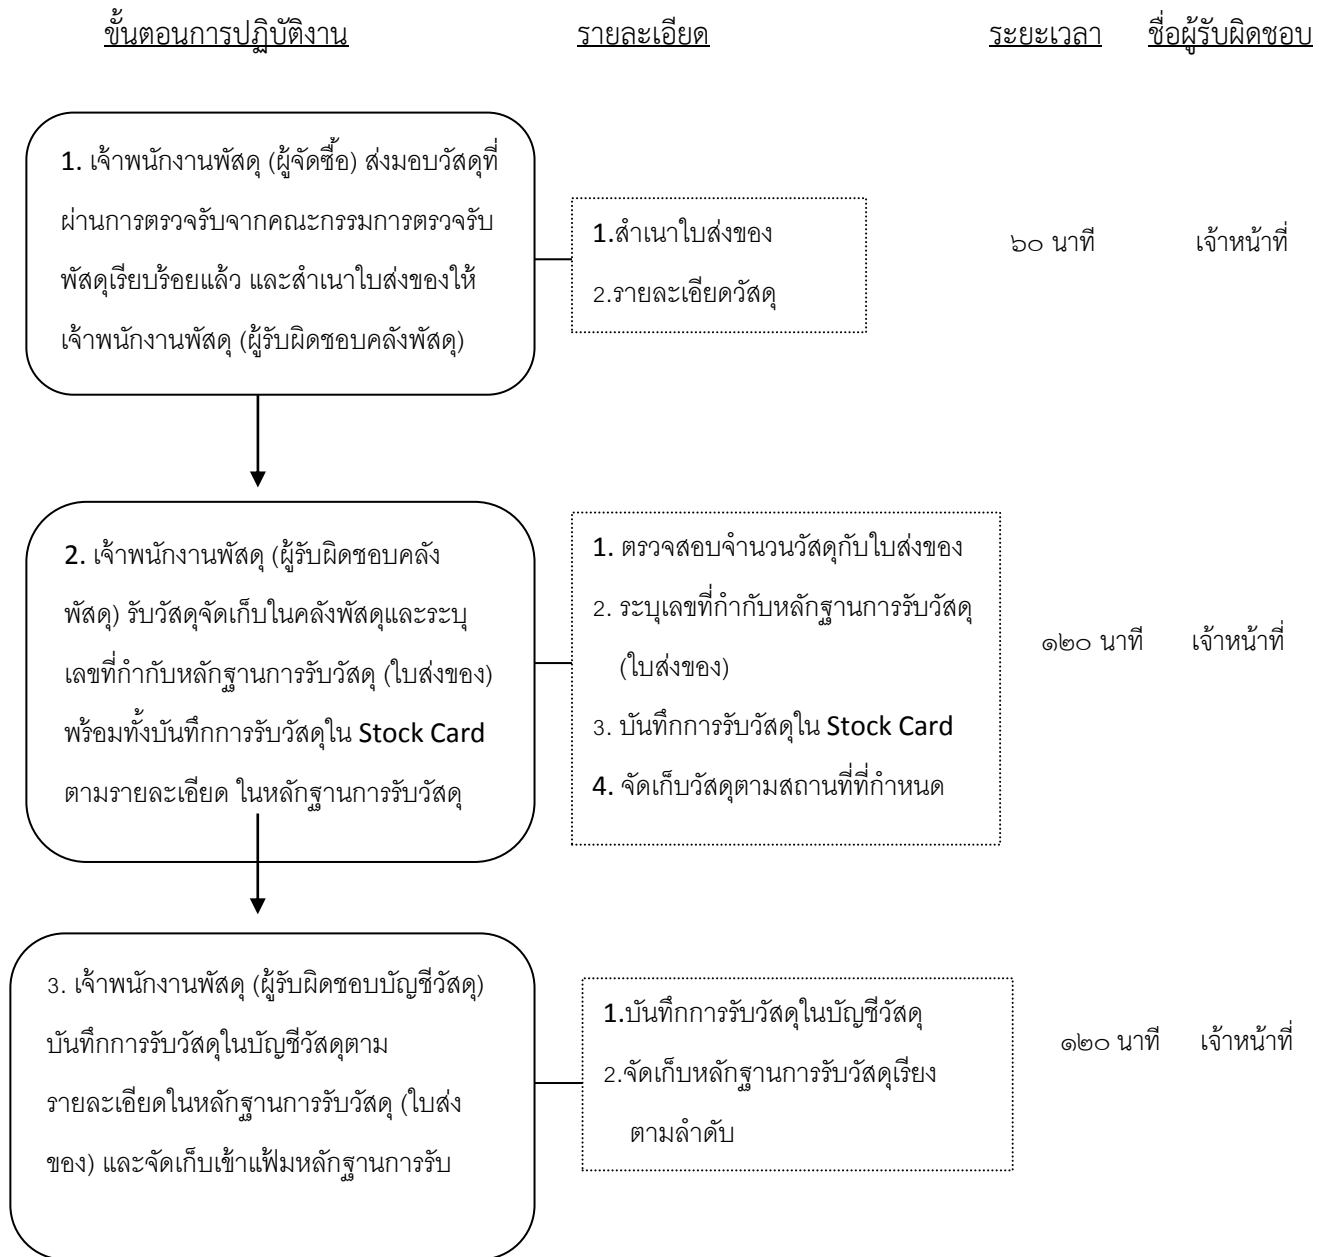 ขั้นตอนการปฏิบัติงาน รายละเอียด ระยะเวลา ชื่อผู้รับผิดชอบ
1. เจ้าพนักงานพัสดุ (ผู้จัดซื้อ) ส่งมอบวัสดุที่
ผ่านการตรวจรับจากคณะกรรมการตรวจรับ
พัสดุเรียบร้อยแล้ว และสำเนาใบส่งของให้
เจ้าพนักงานพัสดุ (ผู้รับผิดชอบคลังพัสดุ)
1.สำเนาใบส่งของ
2.รายละเอียดวัสดุ
๖๐ นาที เจ้าหน้าที่
2. เจ้าพนักงานพัสดุ (ผู้รับผิดชอบคลัง
พัสดุ) รับวัสดุจัดเก็บในคลังพัสดุและระบุ
เลขที่กำกับหลักฐานการรับวัสดุ (ใบส่งของ)
พร้อมทั้งบันทึกการรับวัสดุใน Stock Card
ตามรายละเอียด ในหลักฐานการรับวัสดุ
1. ตรวจสอบจำนวนวัสดุกับใบส่งของ
2. ระบุเลขที่กำกับหลักฐานการรับวัสดุ
(ใบส่งของ)
3. บันทึกการรับวัสดุใน Stock Card
4. จัดเก็บวัสดุตามสถานที่ที่กำหนด
๑๒๐ นาที เจ้าหน้าที่
3. เจ้าพนักงานพัสดุ (ผู้รับผิดชอบบัญชีวัสดุ)
บันทึกการรับวัสดุในบัญชีวัสดุตาม
รายละเอียดในหลักฐานการรับวัสดุ (ใบส่ง
ของ) และจัดเก็บเข้าแฟ้มหลักฐานการรับ
1.บันทึกการรับวัสดุในบัญชีวัสดุ
2.จัดเก็บหลักฐานการรับวัสดุเรียง
ตามลำดับ
๑๒๐ นาที เจ้าหน้าที่